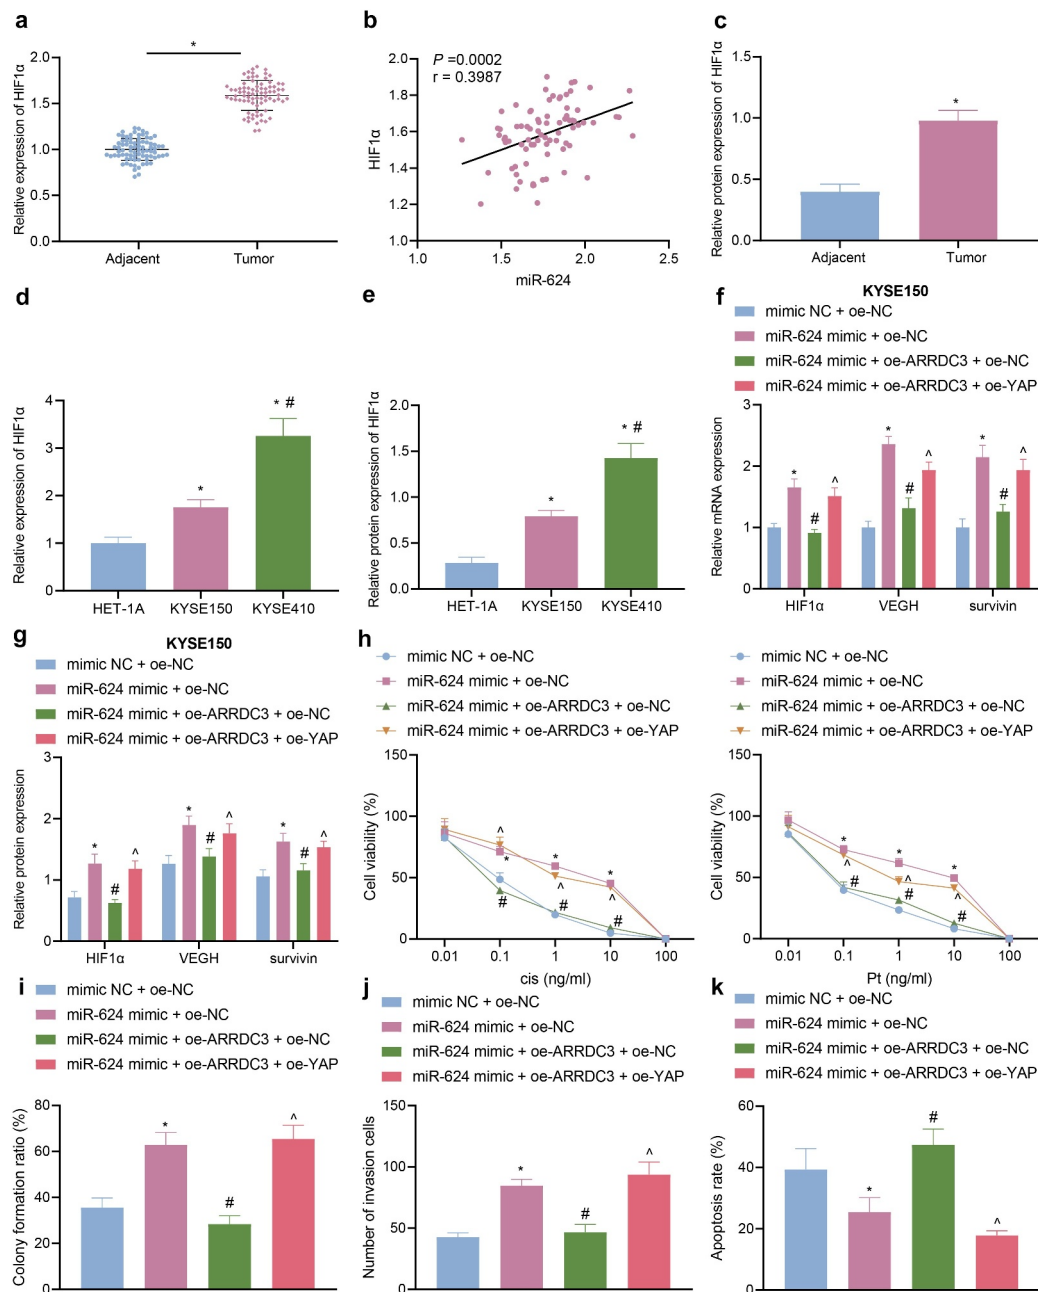 a
Relative expression of HIF1α
2.0
1.5
1.0
0.5
0.0
*
Adjacent
Tumor
b
P =0.0002
r = 0.3987
HIF1α
2.0
1.8
1.6
1.4
1.2
1.0
1.0
1.5
2.0
2.5
miR-624
c
Relative protein expression of HIF1α
1.5
1.0
0.5
0.0
*
Adjacent
Tumor
d
Relative expression of HIF1α
4
3
2
1
0
*
* #
HET-1A
KYSE150
KYSE410
e
Relative protein expression of HIF1α
2.0
1.5
1.0
0.5
0.0
*
* #
HET-1A
KYSE150
KYSE410
f
KYSE150
mimic NC + oe-NC
miR-624 mimic + oe-NC
miR-624 mimic + oe-ARRDC3 + oe-NC
miR-624 mimic + oe-ARRDC3 + oe-YAP
Relative mRNA expression
3
2
1
0
* # ^
* # ^
* # ^
HIF1α
VEGH
survivin
g
KYSE150
mimic NC + oe-NC
miR-624 mimic + oe-NC
miR-624 mimic + oe-ARRDC3 + oe-NC
miR-624 mimic + oe-ARRDC3 + oe-YAP
Relative protein expression
3
2
1
0
* # ^
* # ^
* # ^
HIF1α
VEGH
survivin
h
mimic NC + oe-NC
miR-624 mimic + oe-NC
miR-624 mimic + oe-ARRDC3 + oe-NC
miR-624 mimic + oe-ARRDC3 + oe-YAP
Cell viability (%)
150
100
50
0
^ * #
* ^ #
* ^ #
0.01
0.1
1
10
100
cis (ng/ml)
mimic NC + oe-NC
miR-624 mimic + oe-NC
miR-624 mimic + oe-ARRDC3 + oe-NC
miR-624 mimic + oe-ARRDC3 + oe-YAP
Cell viability (%)
150
100
50
0
* ^ #
* ^ #
* ^ #
0.01
0.1
1
10
100
Pt (ng/ml)
i
mimic NC + oe-NC
miR-624 mimic + oe-NC
miR-624 mimic + oe-ARRDC3 + oe-NC
miR-624 mimic + oe-ARRDC3 + oe-YAP
Colony formation ratio (%)
80
60
40
20
0
*
#
^
j
mimic NC + oe-NC
miR-624 mimic + oe-NC
miR-624 mimic + oe-ARRDC3 + oe-NC
miR-624 mimic + oe-ARRDC3 + oe-YAP
Number of invasion cells
150
100
50
0
*
#
^
k
mimic NC + oe-NC
miR-624 mimic + oe-NC
miR-624 mimic + oe-ARRDC3 + oe-NC
miR-624 mimic + oe-ARRDC3 + oe-YAP
Apoptosis rate (%)
60
40
20
0
*
#
^